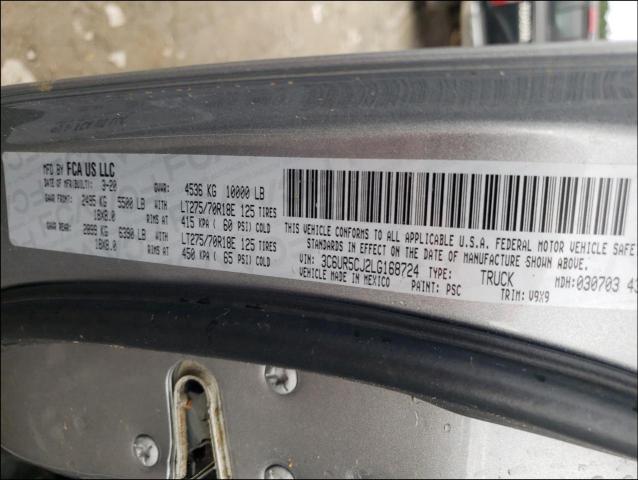 MFD BY FCA US LLC
DATE OF MFR(BUILT): 3-20 GVWR: 4536 KG 10000 LB
GAWR FRONT: 2495 KG 5500 LB WITH LT275/70R18E 125 TIRES
18X8.0 RIMS AT 415 KPA ( 60 PSI) COLD
GAWR REAR: 2899 KG 6390 LB WITH LT275/70R18E 125 TIRES
18X8.0 RIMS AT 450 KPA ( 65 PSI) COLD
THIS VEHICLE CONFORMS TO ALL APPLICABLE U.S.A. FEDERAL MOTOR VEHICLE SAFE
STANDARDS IN EFFECT ON THE DATE OF MANUFACTURE SHOWN ABOVE
VIN: 3C6UR5CJ2LG168724 TYPE: TRUCK MDH:030703 43
VEHICLE MADE IN MEXICO PAINT: PSC TRIM: V9X9